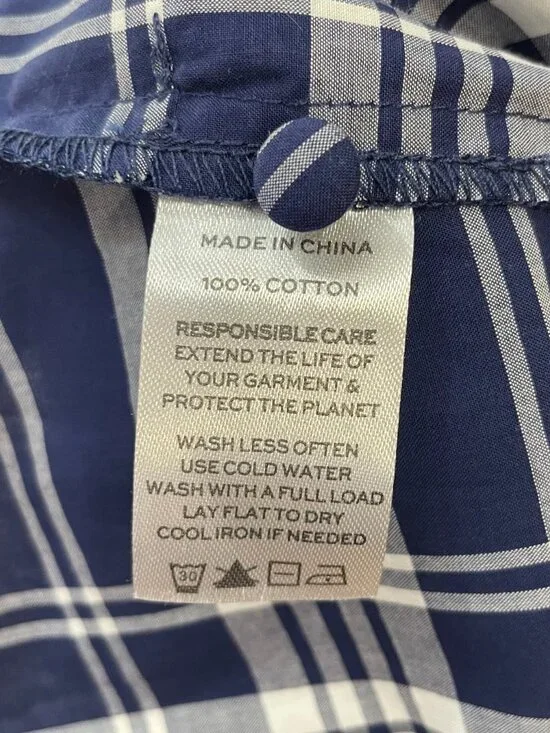 MADE IN CHINA
100% COTTON
RESPONSIBLE CARE
EXTEND THE LIFE OF
YOUR GARMENT &
PROTECT THE PLANET
WASH LESS OFTEN
USE COLD WATER
WASH WITH A FULL LOAD
LAY FLAT TO DRY
COOL IRON IF NEEDED
30